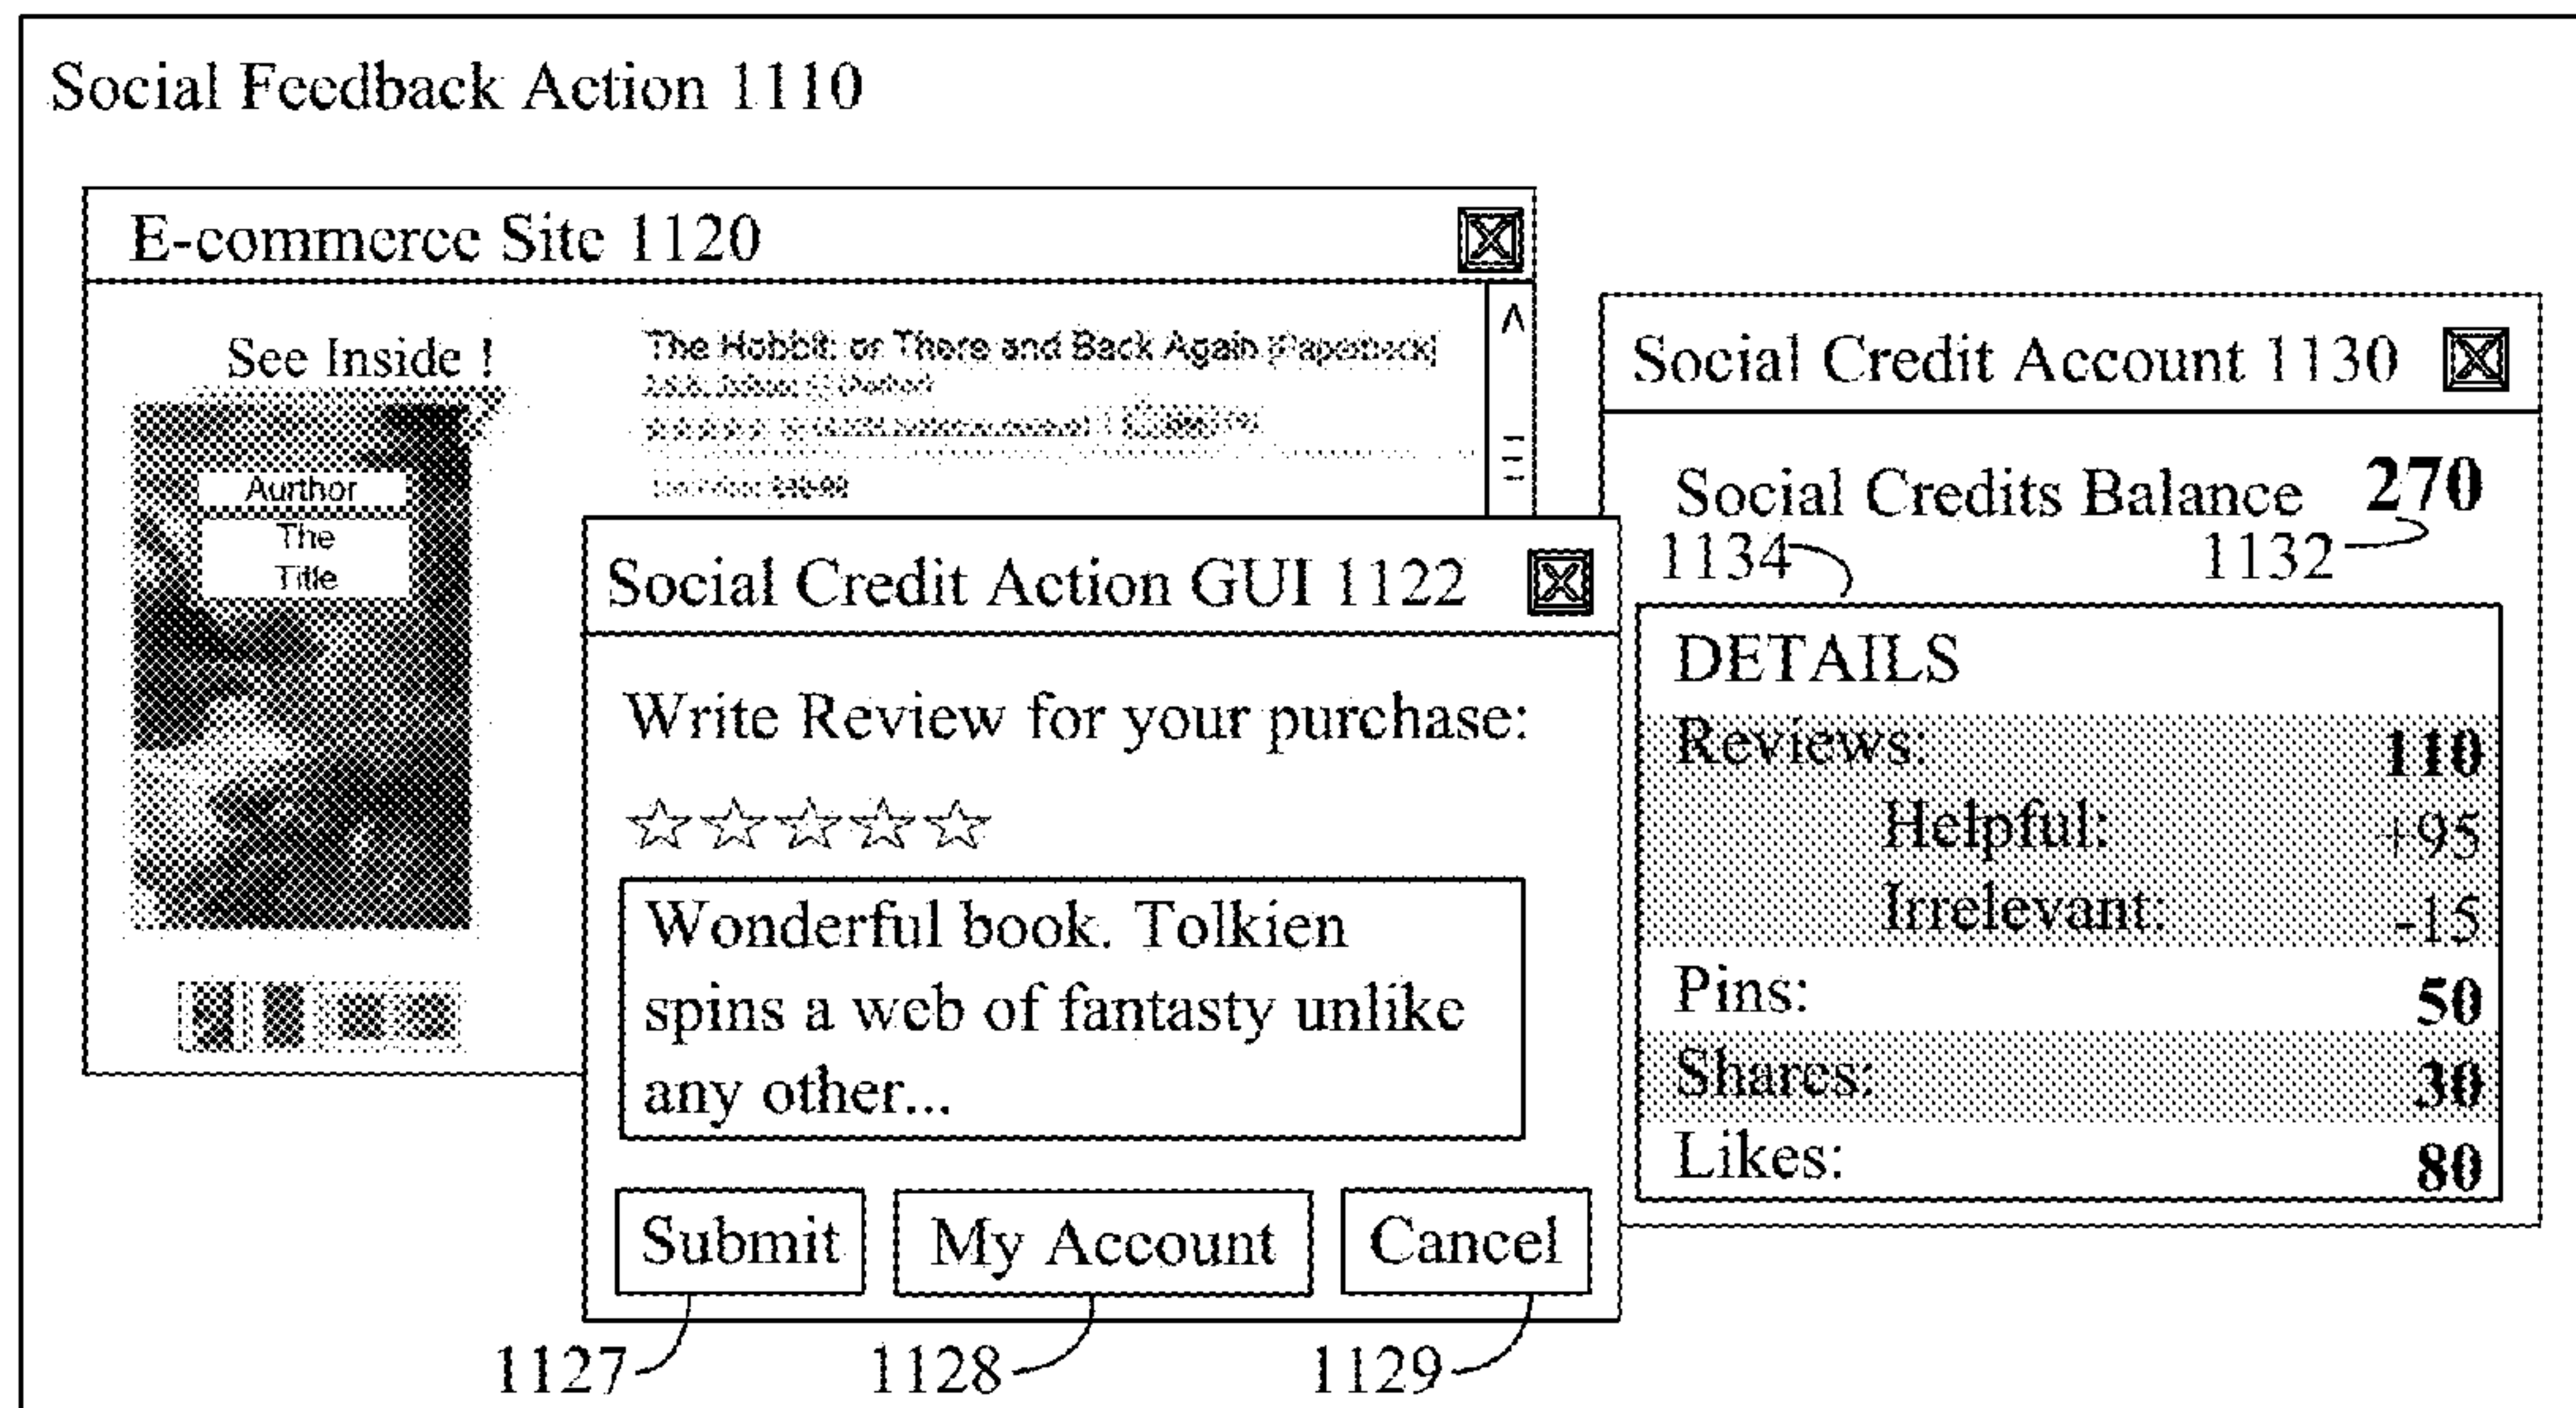 Social Feedback Action 1110
E-commerce Site 1120
See Inside !
Aurthor
The
Title
The Hobbit: or There and Back Again [Paperback]
Social Credit Action GUI 1122
Write Review for your purchase:
Wonderful book. Tolkien
spins a web of fantasty unlike
any other...
Submit My Account Cancel
1127 1128 1129
Social Credit Account 1130
Social Credits Balance 270
1134 1132
DETAILS
Reviews: 110
Helpful: +95
Irrelevant: -15
Pins: 50
Shares: 30
Likes: 80